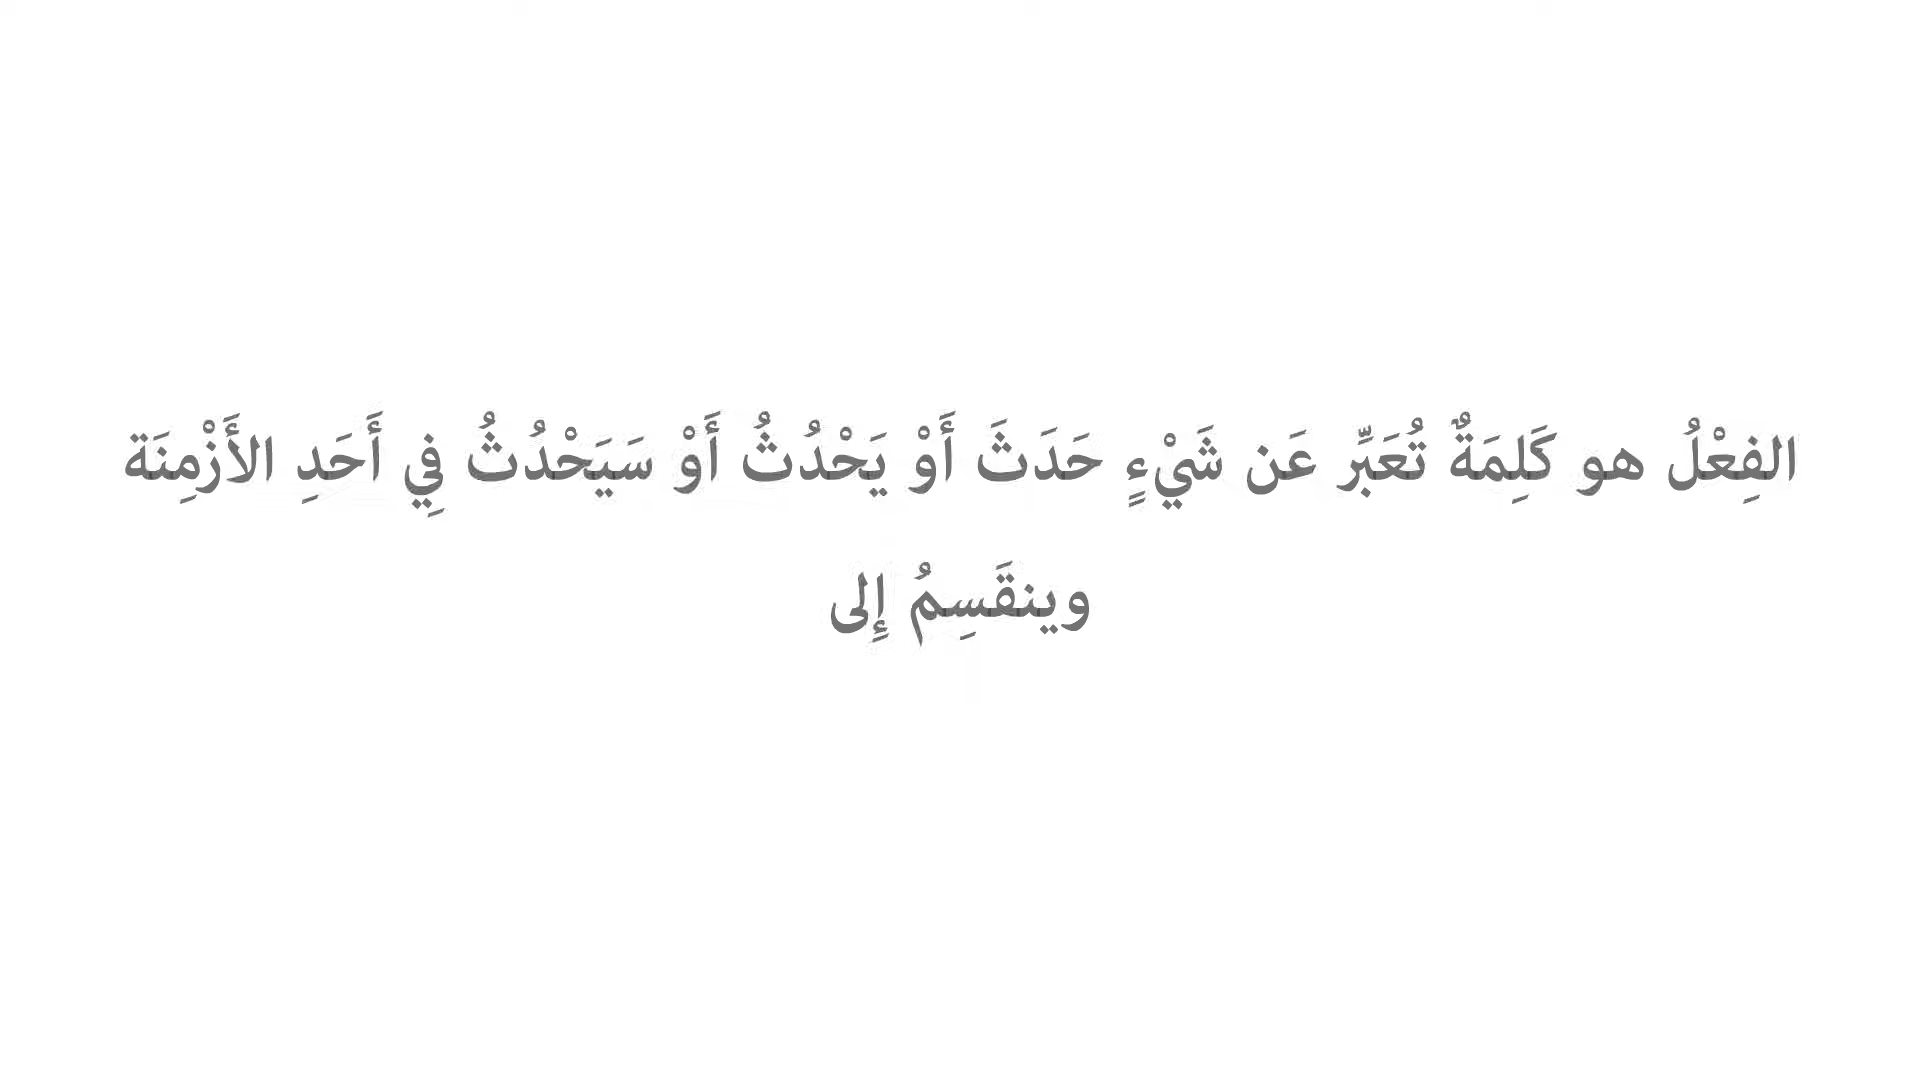 الفِعْلُ هو كَلِمَةٌ تُعَبِّر عَن شَيْءٍ حَدَثَ أَوْ يَحْدُثُ أَوْ سَيَحْدُثُ فِي أَحَدِ الأَزْمِنَة
وينقَسِمُ إِلى